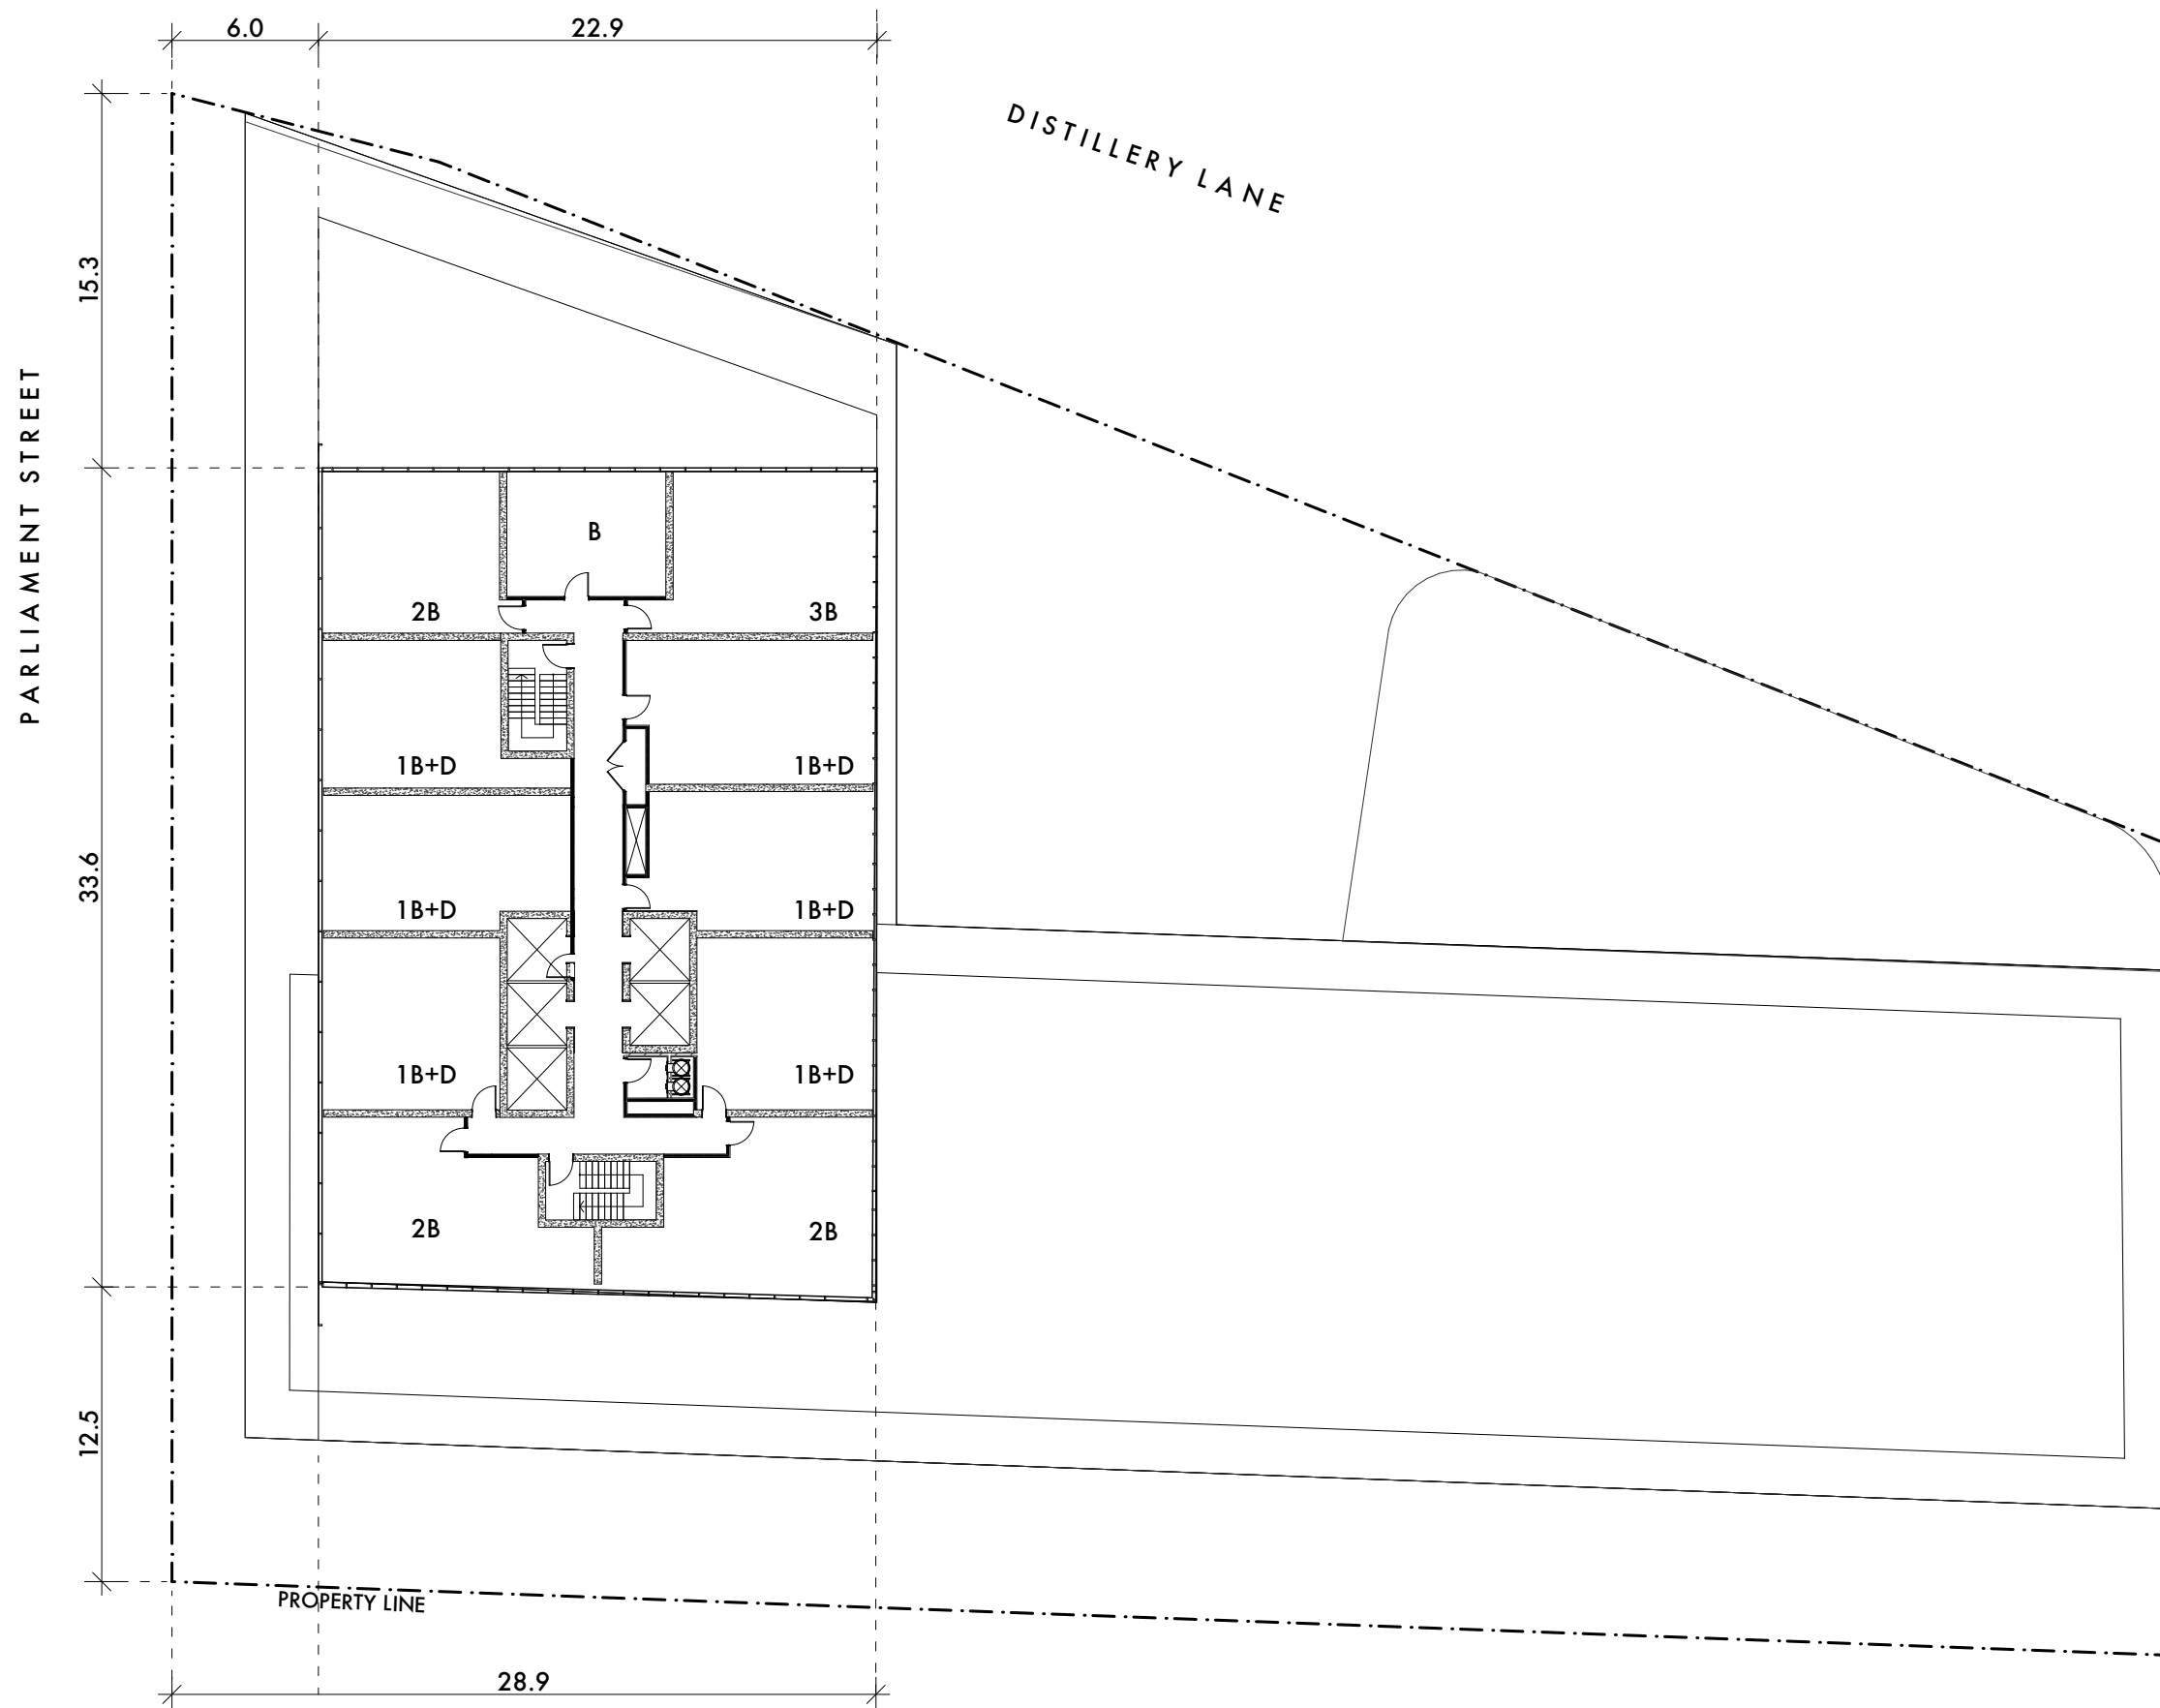 6.0
22.9
DISTILLERY LANE
15.3
PARLIAMENT STREET
B
2B
3B
1B+D
1B+D
33.6
1B+D
1B+D
1B+D
1B+D
2B
2B
12.5
PROPERTY LINE
28.9